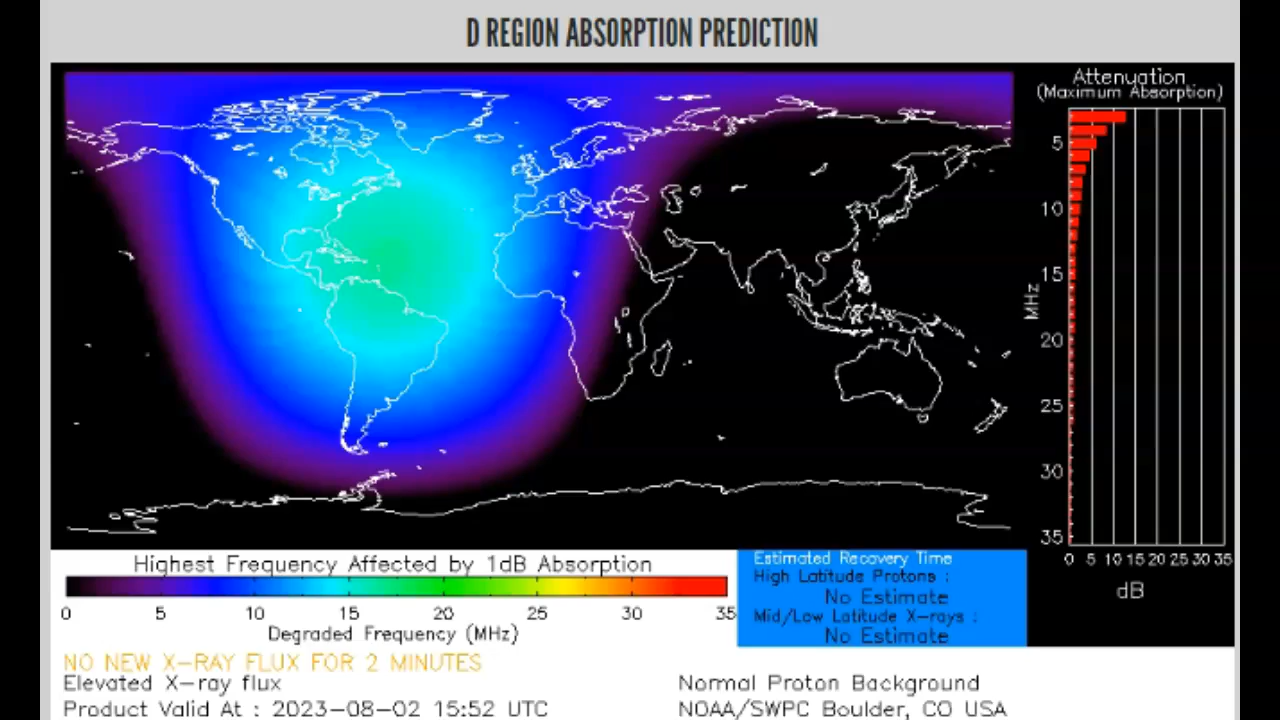 D REGION ABSORPTION PREDICTION
Attenuation
(Maximum Absorption)
5
10
15
20
25
30
35
MHz
0 5 10 15 20 25 30 35
dB
Highest Frequency Affected by 1dB Absorption
0 5 10 15 20 25 30 35
Degraded Frequency (MHz)
Estimated Recovery Time
High Latitude Protons :
No Estimate
Mid/Low Latitude X-rays :
No Estimate
NO NEW X-RAY FLUX FOR 2 MINUTES
Elevated X-ray flux
Normal Proton Background
Product Valid At : 2023-08-02 15:52 UTC
NOAA/SWPC Boulder, CO USA